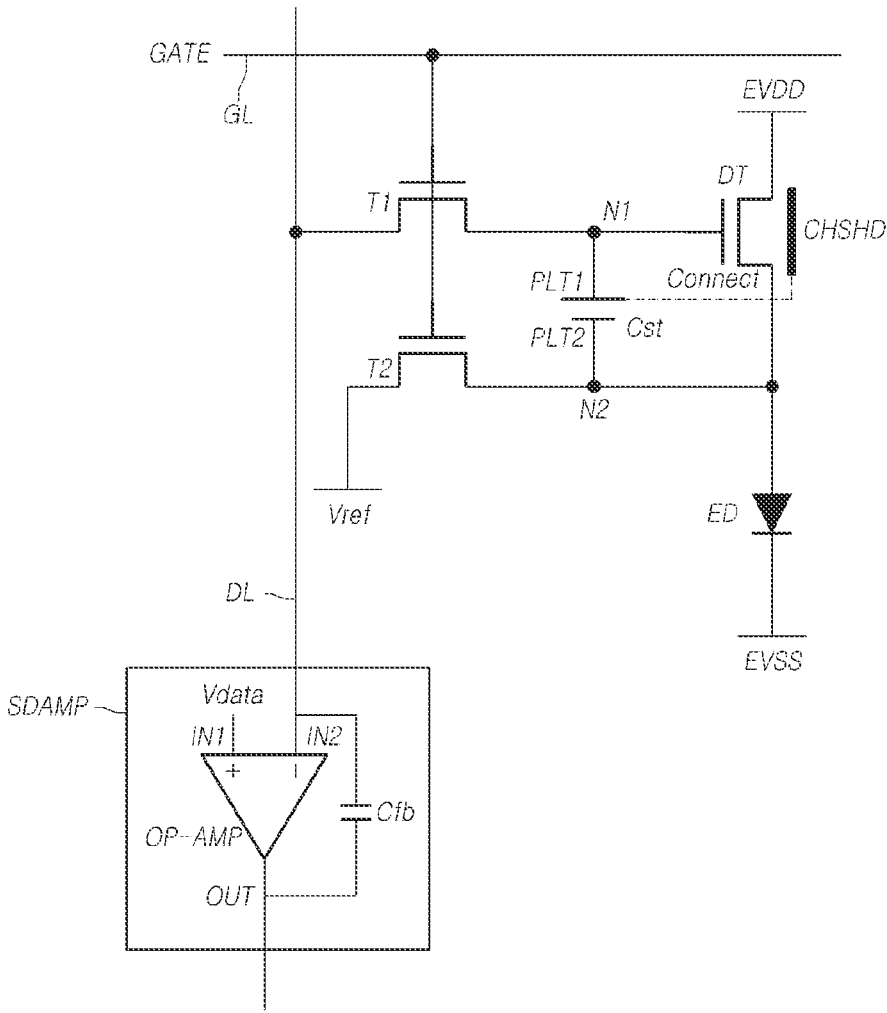 GATE
GL
EVDD
DT
T1
N1
CHSHD
Connect
PLT1
PLT2
Cst
T2
N2
Vref
ED
DL
EVSS
SDAMP
Vdata
IN1
IN2
+
−
Cfb
OP-AMP
OUT